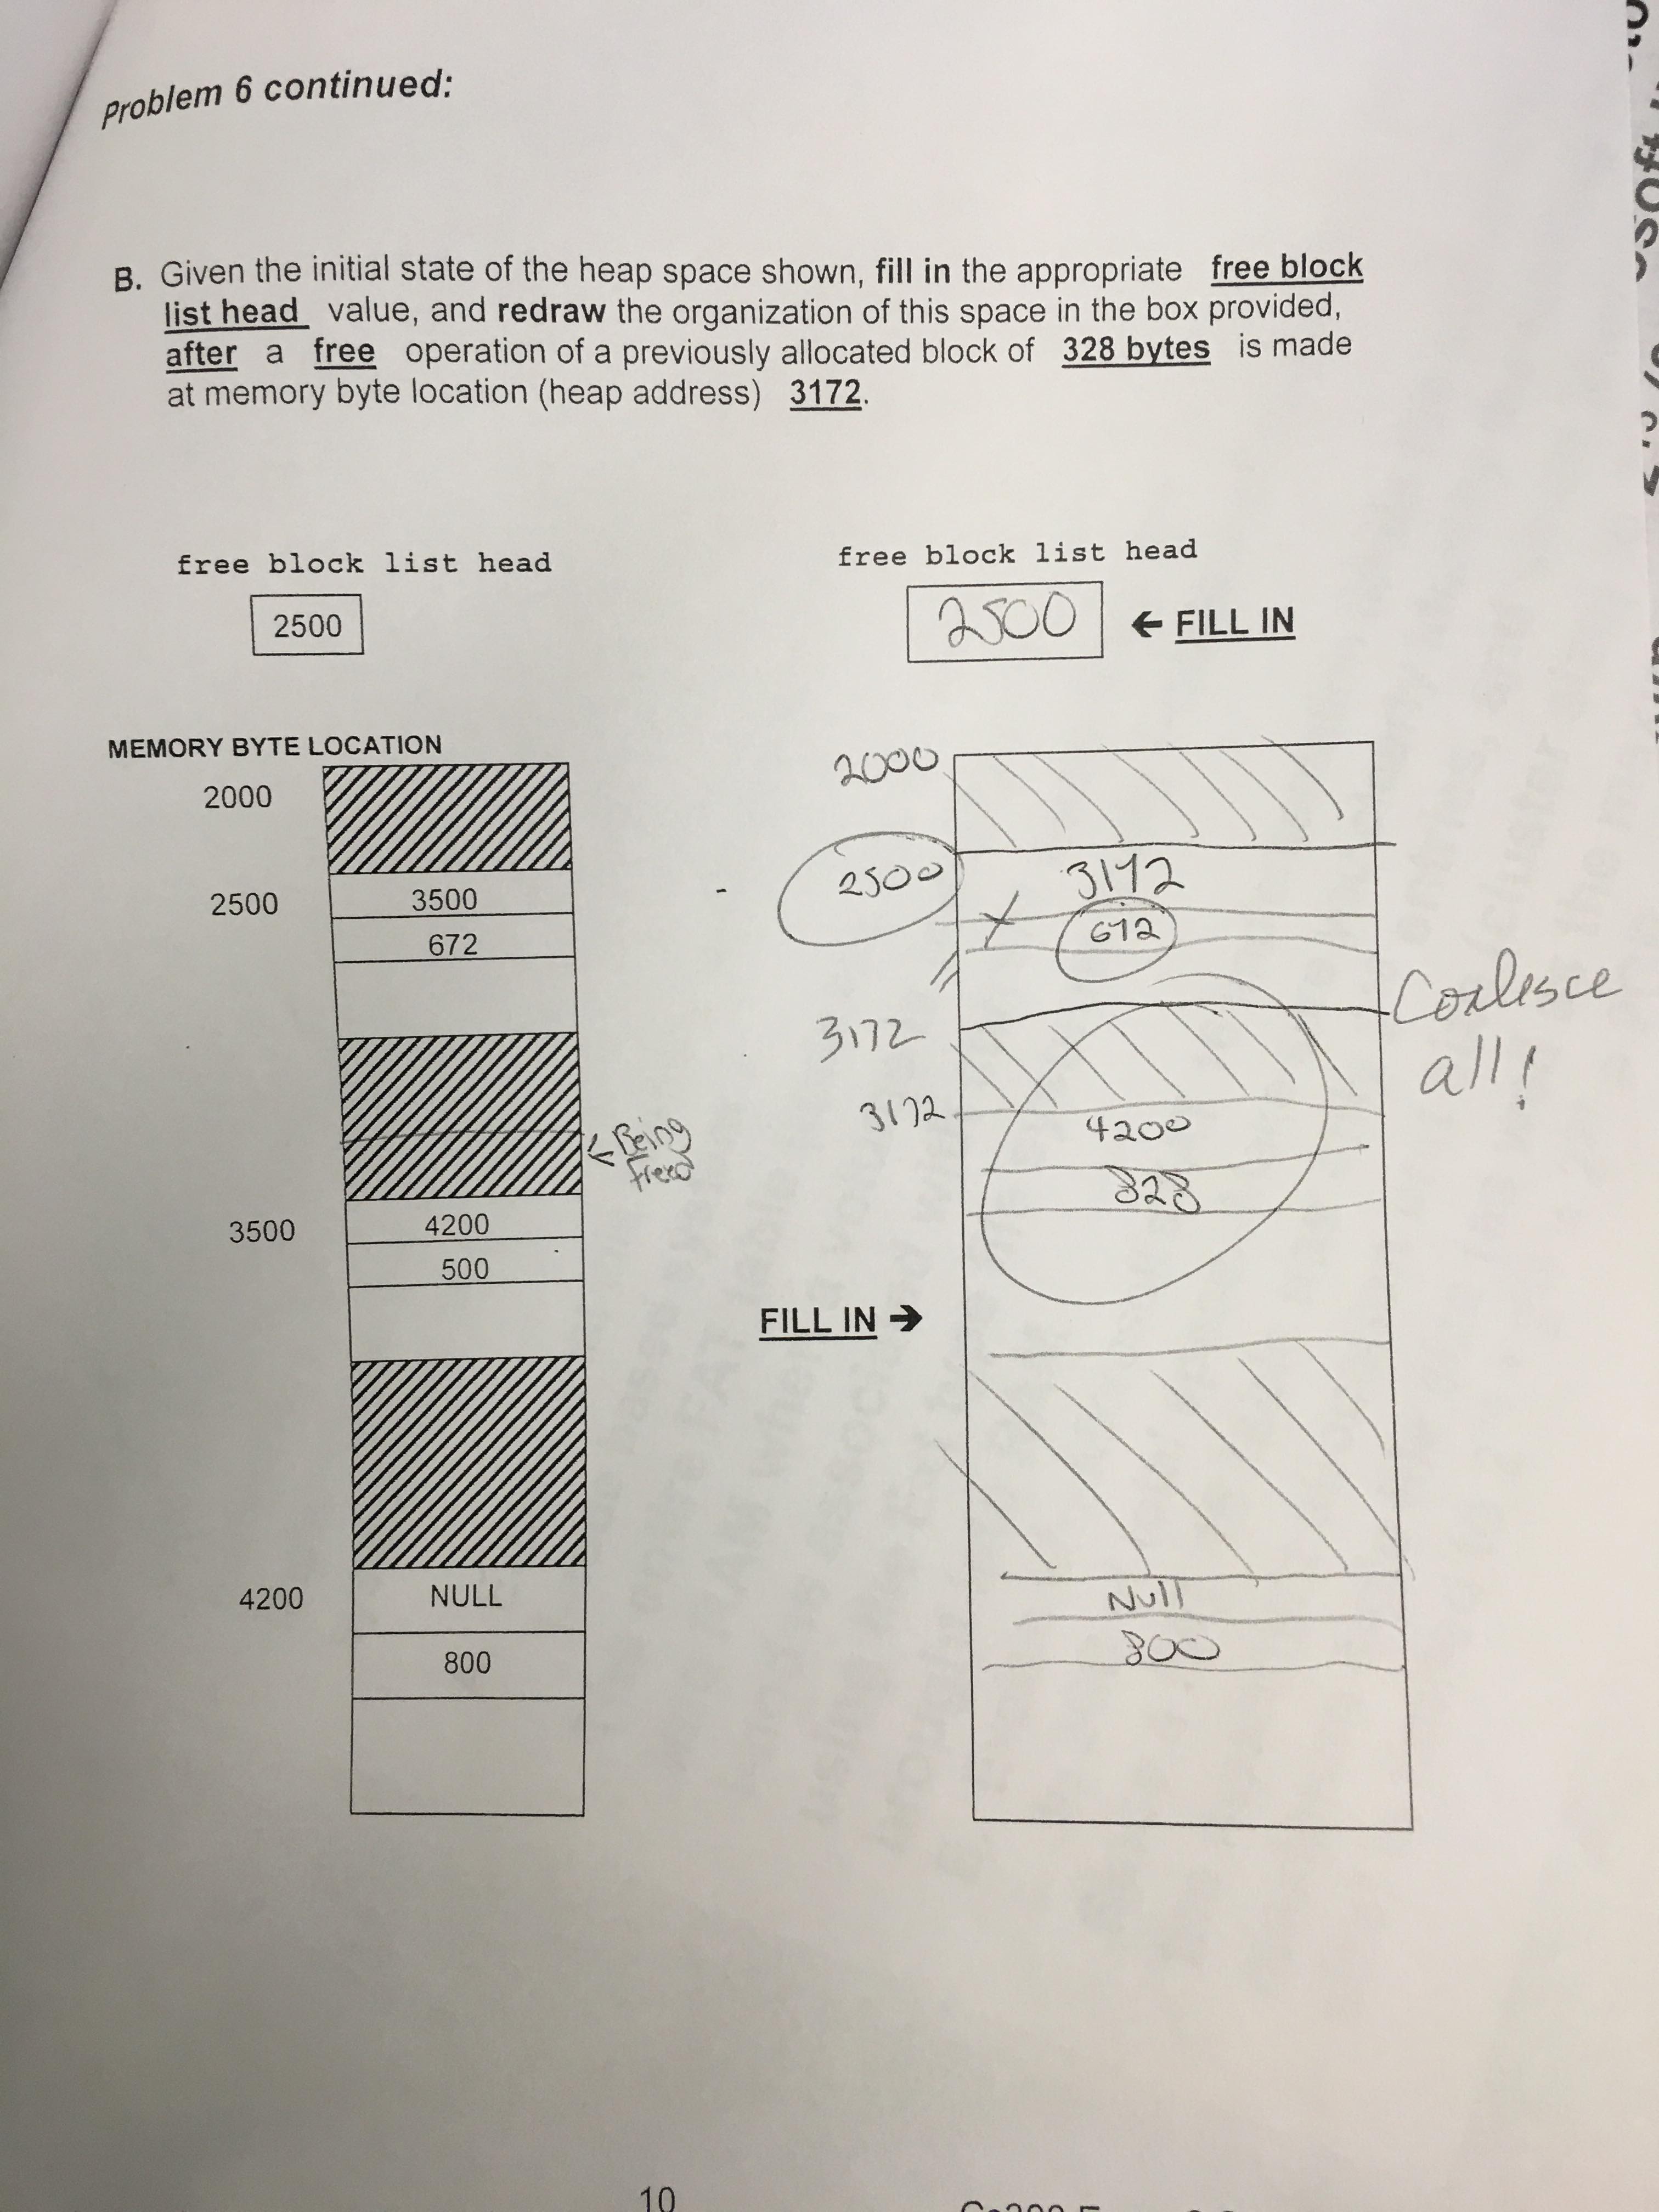 Problem 6 continued:
B. Given the initial state of the heap space shown, fill in the appropriate free block
list head value, and redraw the organization of this space in the box provided,
after a free operation of a previously allocated block of 328 bytes is made
at memory byte location (heap address) 3172.
free block list head
2500
free block list head
2500
← FILL IN
MEMORY BYTE LOCATION
2000
2500
3500
672
← Being
freed
3500
4200
500
4200
NULL
800
FILL IN →
2000
2500
3172
672
3172
Coalesce
all!
3172
4200
828
Null
800
10